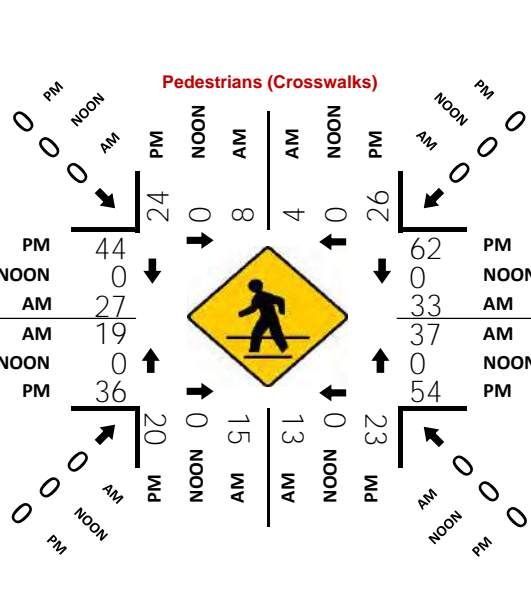 Pedestrians (Crosswalks)
PM NOON AM
0 0 0
PM NOON AM AM NOON PM
24 0 8 4 0 26
PM NOON AM
0 0 0
PM 44 62 PM
NOON 0 0 NOON
AM 27 33 AM
AM 19 37 AM
NOON 0 0 NOON
PM 36 54 PM
20 0 15 13 0 23
PM NOON AM AM NOON PM
0 0 0
AM NOON PM
0 0 0
AM NOON PM